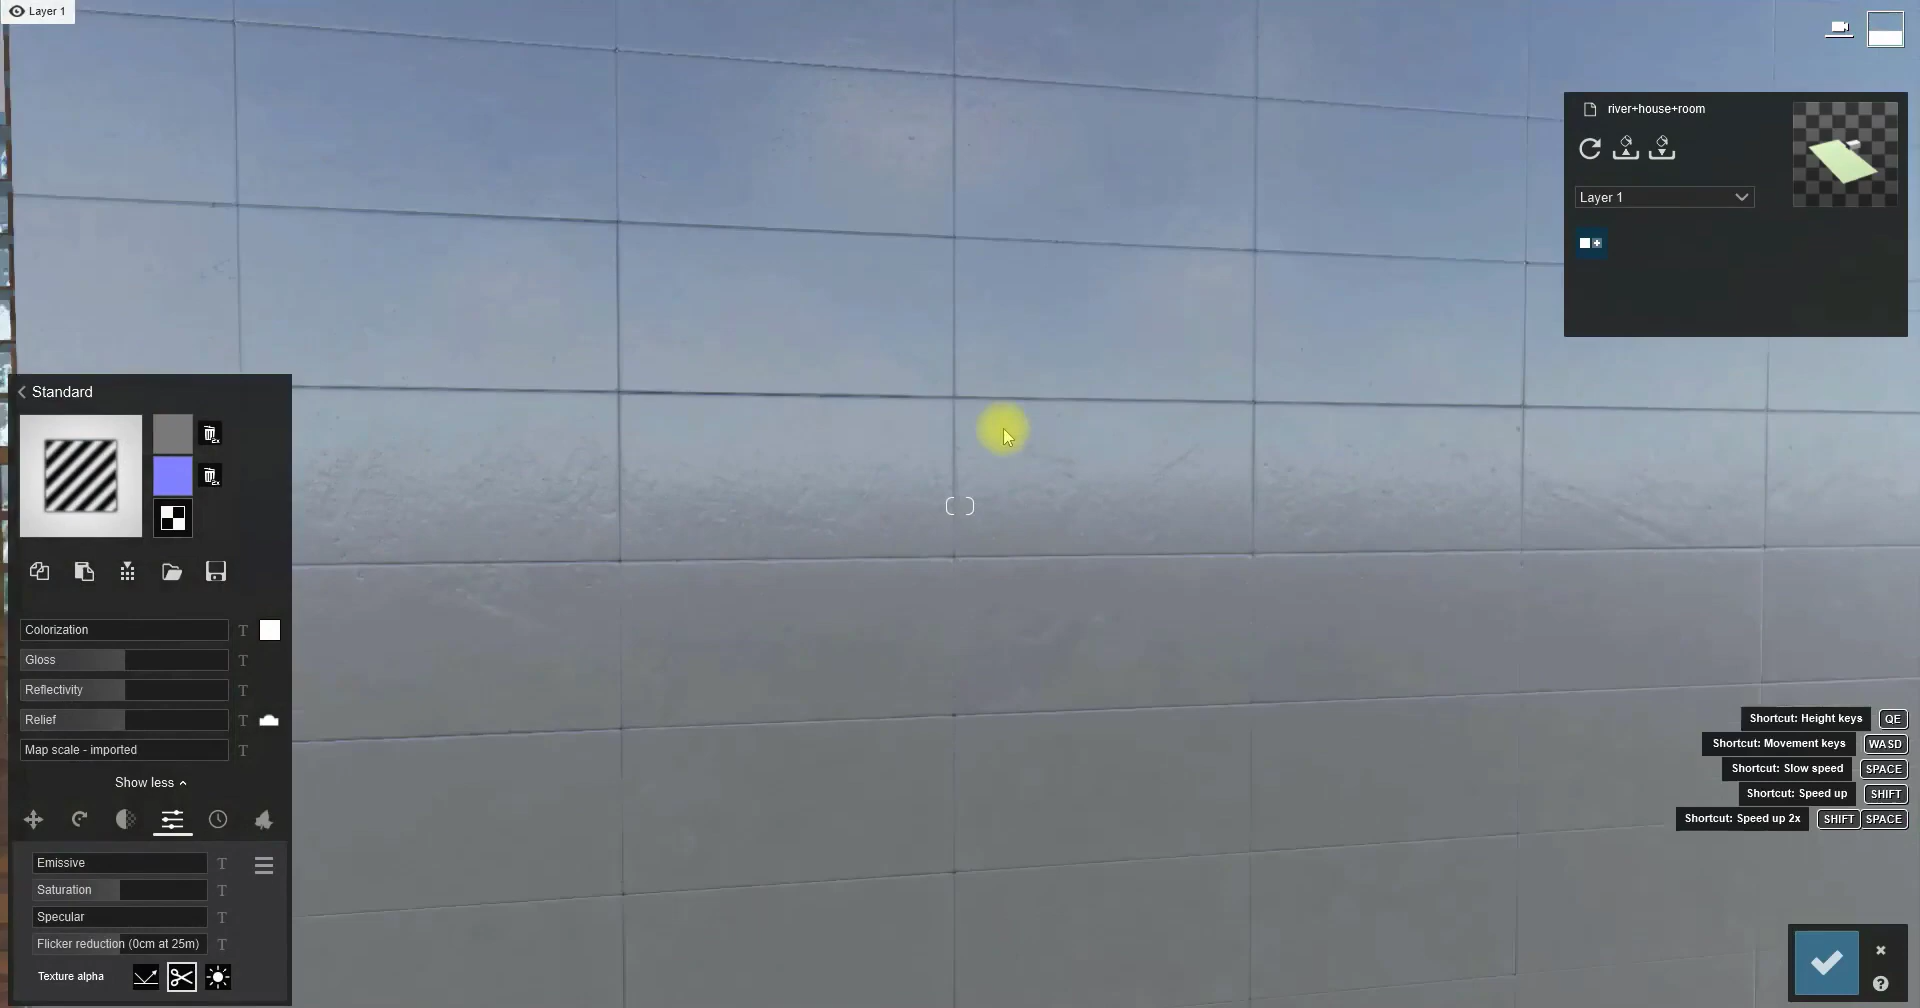 Layer 1
river+house+room
Layer 1
Standard
2x
2x
Colorization T
Gloss T
Reflectivity T
Relief T
Map scale - imported T
Show less
Emissive T
Saturation T
Specular T
Flicker reduction (0cm at 25m) T
Texture alpha
Shortcut: Height keys QE
Shortcut: Movement keys WASD
Shortcut: Slow speed SPACE
Shortcut: Speed up SHIFT
Shortcut: Speed up 2x SHIFT SPACE